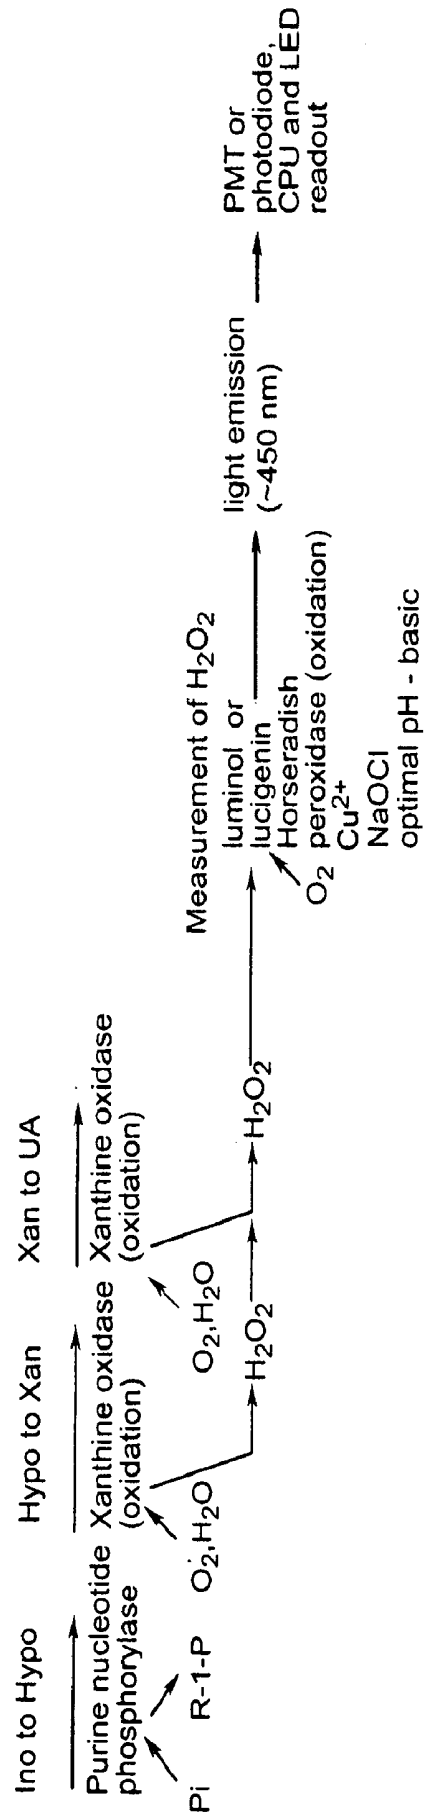 Ino to Hypo
Purine nucleotide
phosphorylase
Pi
R-1-P
Hypo to Xan
Xanthine oxidase
(oxidation)
O2,H2O
H2O2
Xan to UA
Xanthine oxidase
(oxidation)
O2,H2O
H2O2
Measurement of H2O2
luminol or
lucigenin
Horseradish
peroxidase (oxidation)
Cu2+
NaOCl
optimal pH - basic
O2
light emission
(~450 nm)
PMT or
photodiode,
CPU and LED
readout